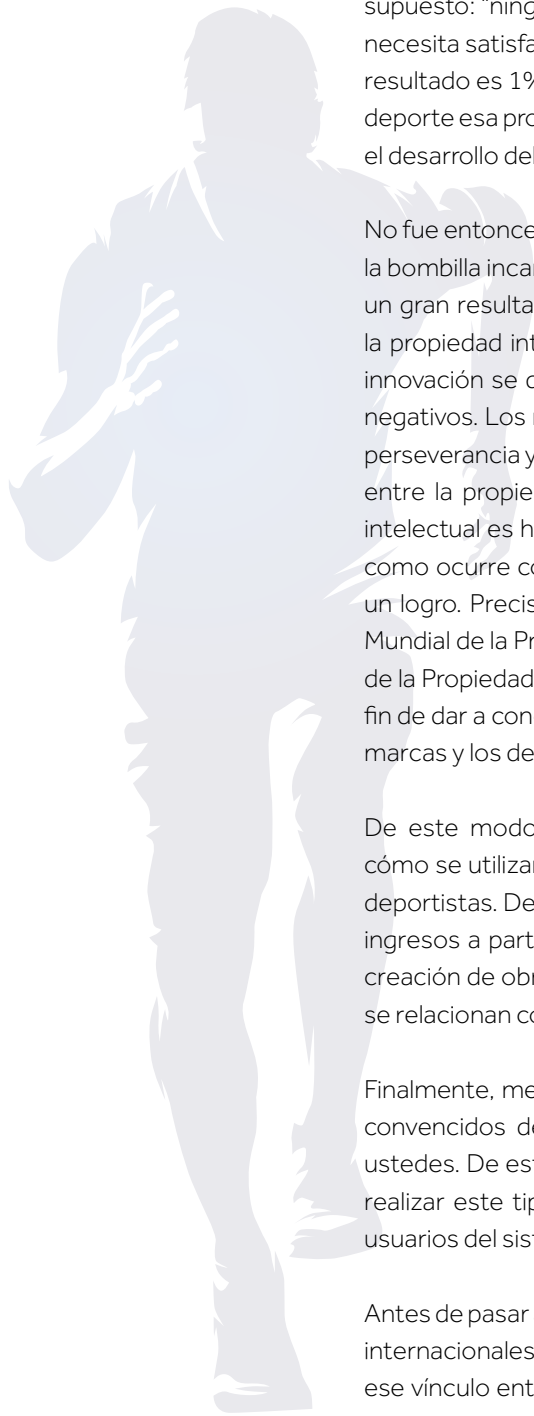 supuesto: "ning
necesita satisfa
resultado es 1%
deporte esa pro
el desarrollo del
No fue entonce
la bombilla inca
un gran resulta
la propiedad int
innovación se d
negativos. Los
perseverancia y
entre la propie
intelectual es h
como ocurre co
un logro. Precis
Mundial de la Pr
de la Propiedad
fin de dar a con
marcas y los de
De este modo
cómo se utilizar
deportistas. De
ingresos a part
creación de obr
se relacionan co
Finalmente, me
convencidos de
ustedes. De est
realizar este tip
usuarios del sist
Antes de pasar
internacionales
ese vínculo ent